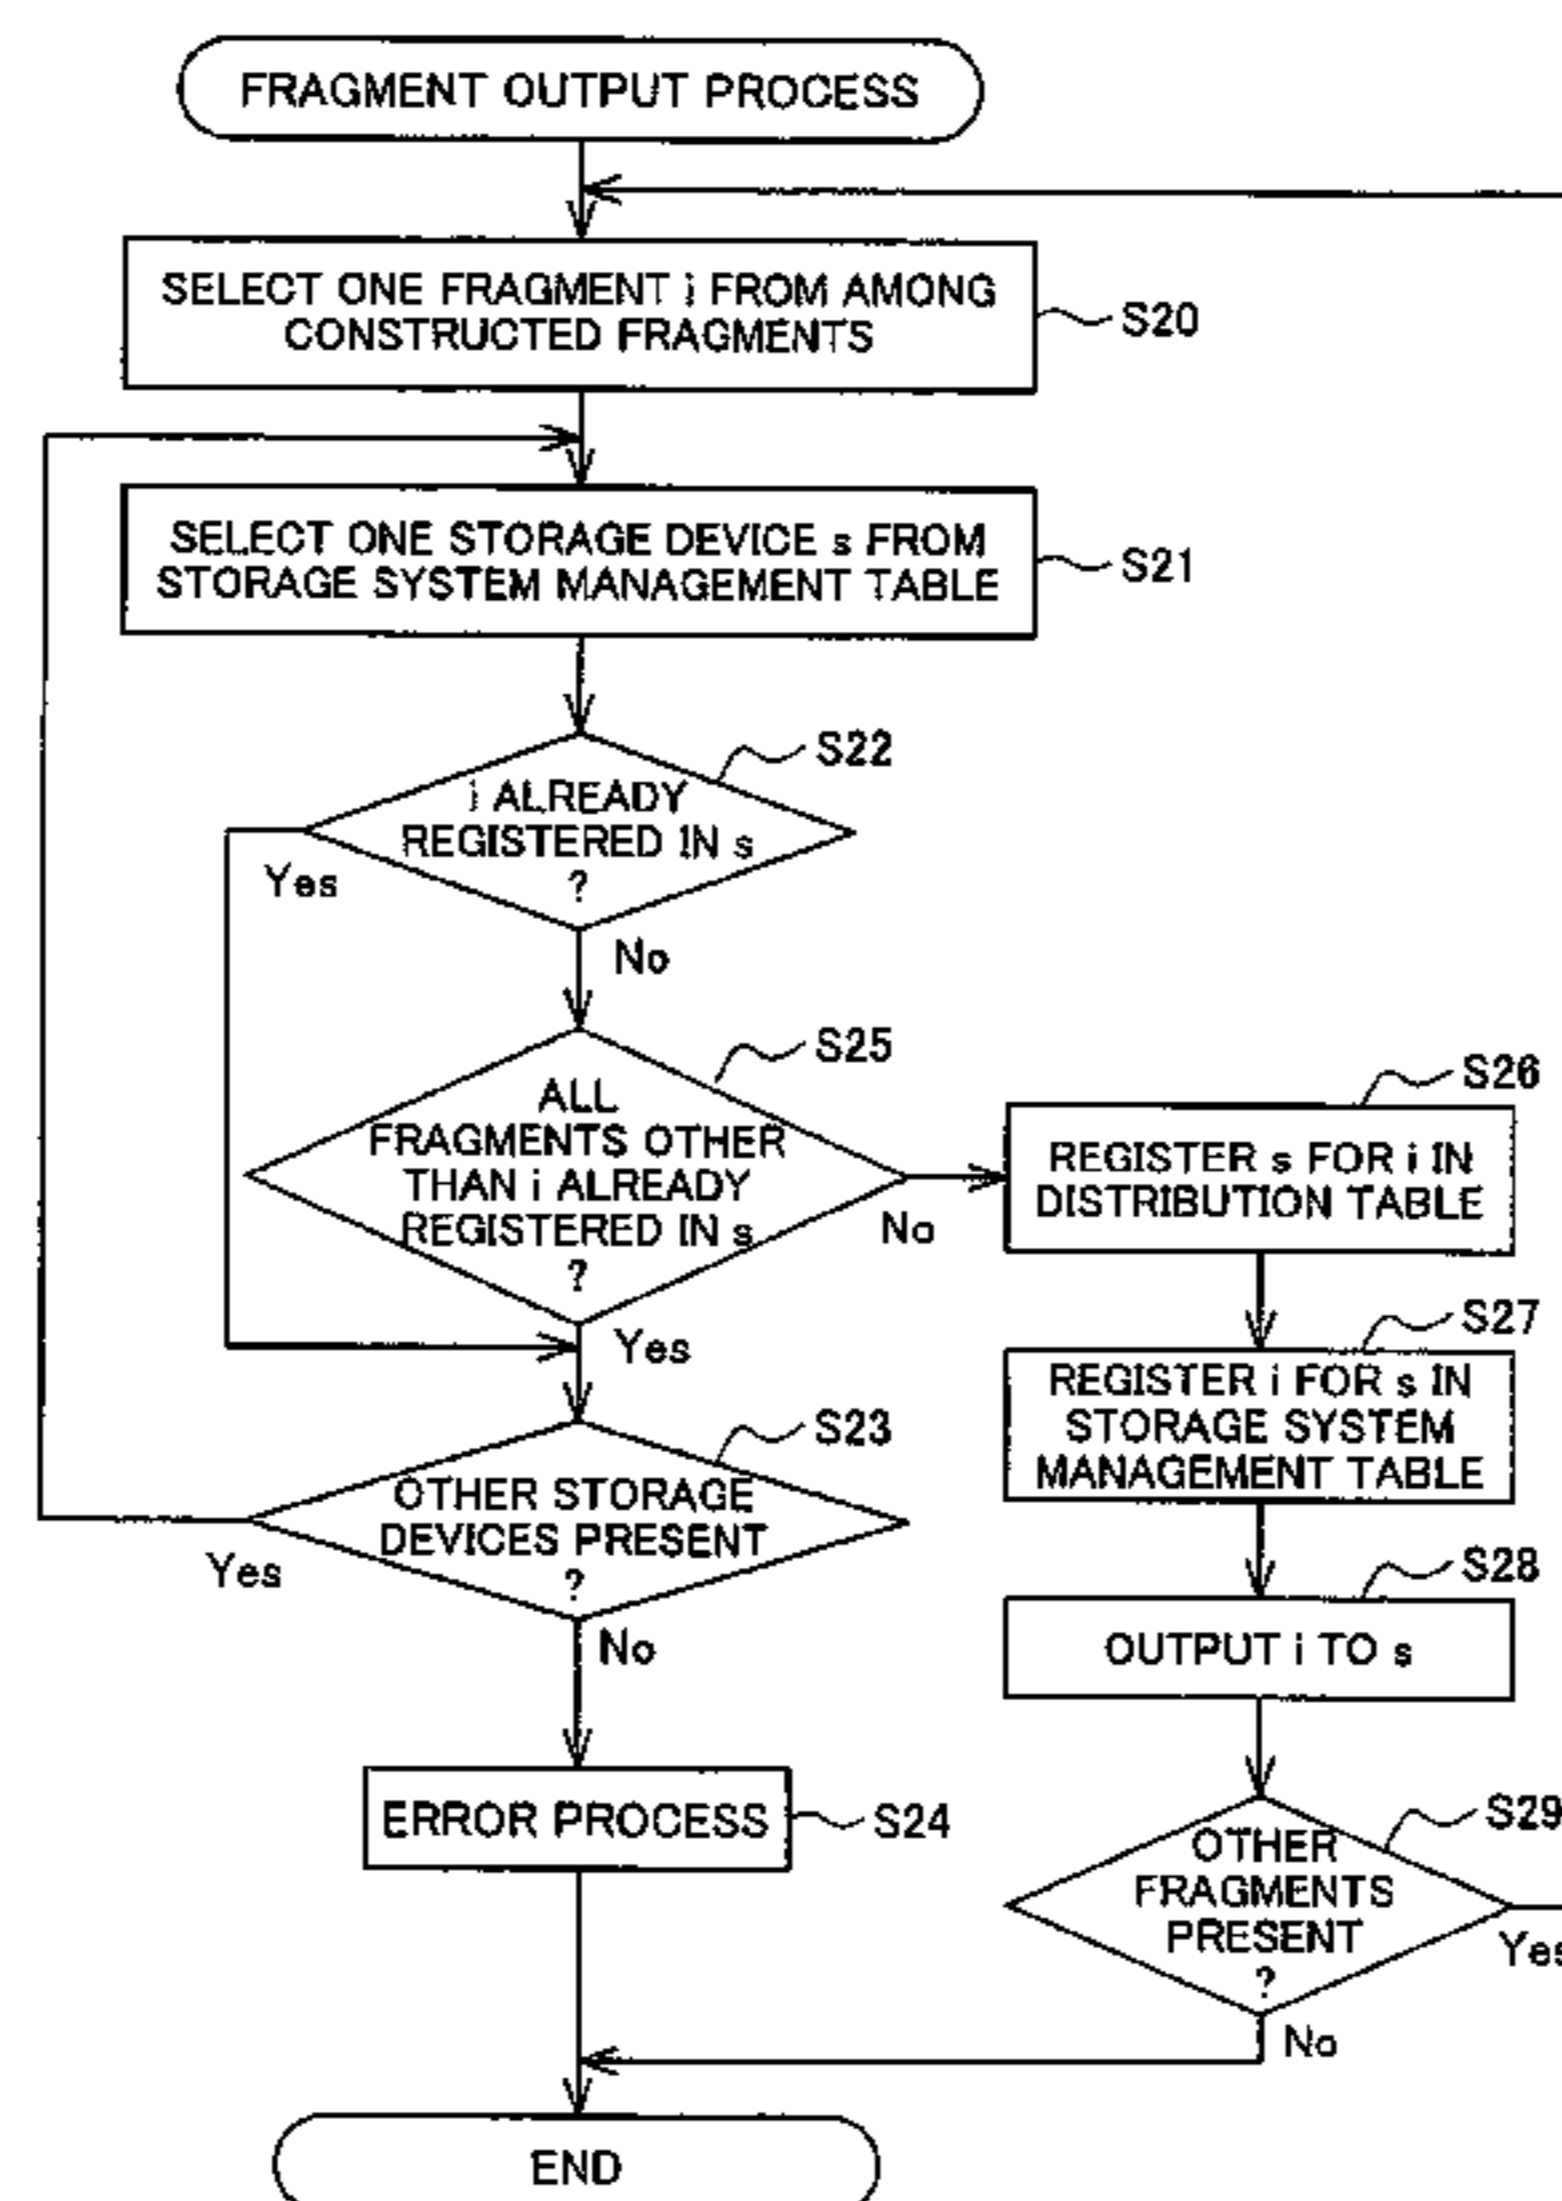 FRAGMENT OUTPUT PROCESS
SELECT ONE FRAGMENT i FROM AMONG
CONSTRUCTED FRAGMENTS
S20
SELECT ONE STORAGE DEVICE s FROM
STORAGE SYSTEM MANAGEMENT TABLE
S21
S22
i ALREADY
REGISTERED IN s
?
Yes
No
S25
ALL
FRAGMENTS OTHER
THAN i ALREADY
REGISTERED IN s
?
No
Yes
S26
REGISTER s FOR i IN
DISTRIBUTION TABLE
S27
REGISTER i FOR s IN
STORAGE SYSTEM
MANAGEMENT TABLE
S23
OTHER STORAGE
DEVICES PRESENT
?
Yes
No
S28
OUTPUT i TO s
ERROR PROCESS
S24
S29
OTHER
FRAGMENTS
PRESENT
?
Yes
No
END